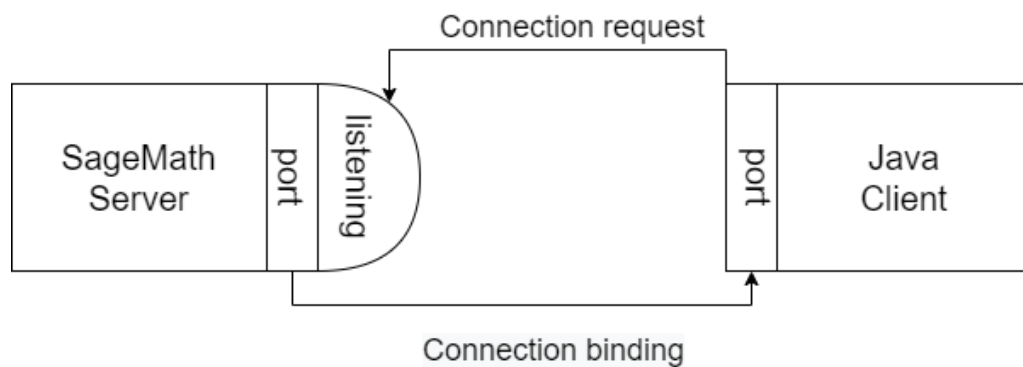 Connection request
SageMath
Server
port
listening
port
Java
Client
Connection binding